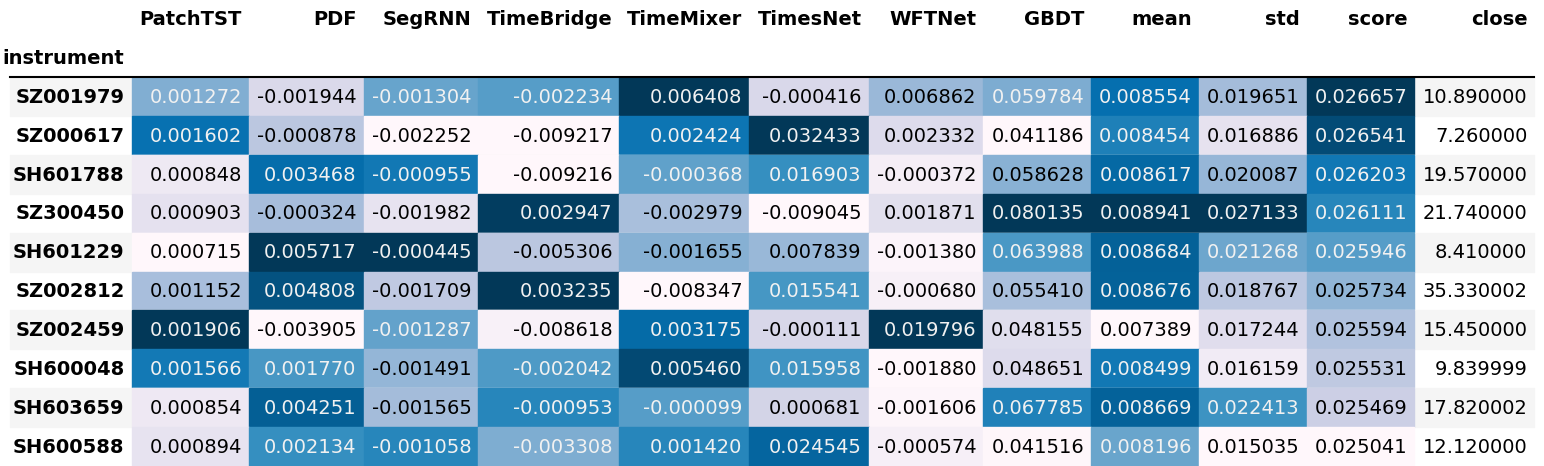 PatchTST PDF SegRNN TimeBridge TimeMixer TimesNet WFTNet GBDT mean std score close
instrument
SZ001979 0.001272 -0.001944 -0.001304 -0.002234 0.006408 -0.000416 0.006862 0.059784 0.008554 0.019651 0.026657 10.890000
SZ000617 0.001602 -0.000878 -0.002252 -0.009217 0.002424 0.032433 0.002332 0.041186 0.008454 0.016886 0.026541 7.260000
SH601788 0.000848 0.003468 -0.000955 -0.009216 -0.000368 0.016903 -0.000372 0.058628 0.008617 0.020087 0.026203 19.570000
SZ300450 0.000903 -0.000324 -0.001982 0.002947 -0.002979 -0.009045 0.001871 0.080135 0.008941 0.027133 0.026111 21.740000
SH601229 0.000715 0.005717 -0.000445 -0.005306 -0.001655 0.007839 -0.001380 0.063988 0.008684 0.021268 0.025946 8.410000
SZ002812 0.001152 0.004808 -0.001709 0.003235 -0.008347 0.015541 -0.000680 0.055410 0.008676 0.018767 0.025734 35.330002
SZ002459 0.001906 -0.003905 -0.001287 -0.008618 0.003175 -0.000111 0.019796 0.048155 0.007389 0.017244 0.025594 15.450000
SH600048 0.001566 0.001770 -0.001491 -0.002042 0.005460 0.015958 -0.001880 0.048651 0.008499 0.016159 0.025531 9.839999
SH603659 0.000854 0.004251 -0.001565 -0.000953 -0.000099 0.000681 -0.001606 0.067785 0.008669 0.022413 0.025469 17.820002
SH600588 0.000894 0.002134 -0.001058 -0.003308 0.001420 0.024545 -0.000574 0.041516 0.008196 0.015035 0.025041 12.120000